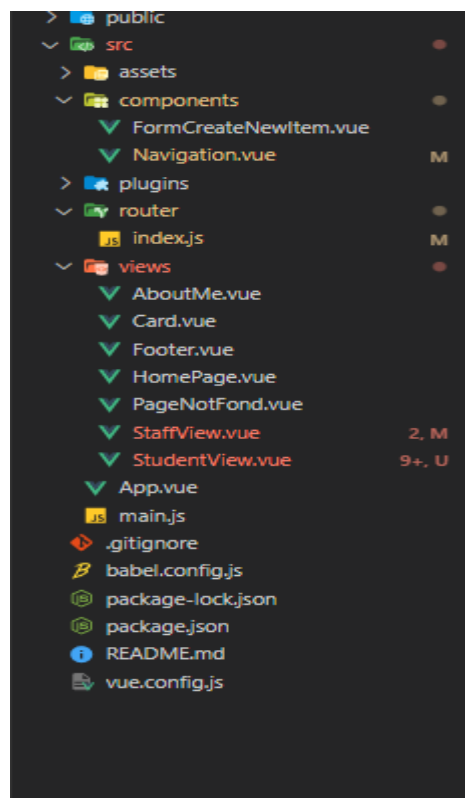 public
src
assets
components
FormCreateNewItem.vue
Navigation.vue M
plugins
router
JS index.js M
views
AboutMe.vue
Card.vue
Footer.vue
HomePage.vue
PageNotFond.vue
StaffView.vue 2, M
StudentView.vue 9+, U
App.vue
JS main.js
.gitignore
babel.config.js
package-lock.json
package.json
README.md
vue.config.js